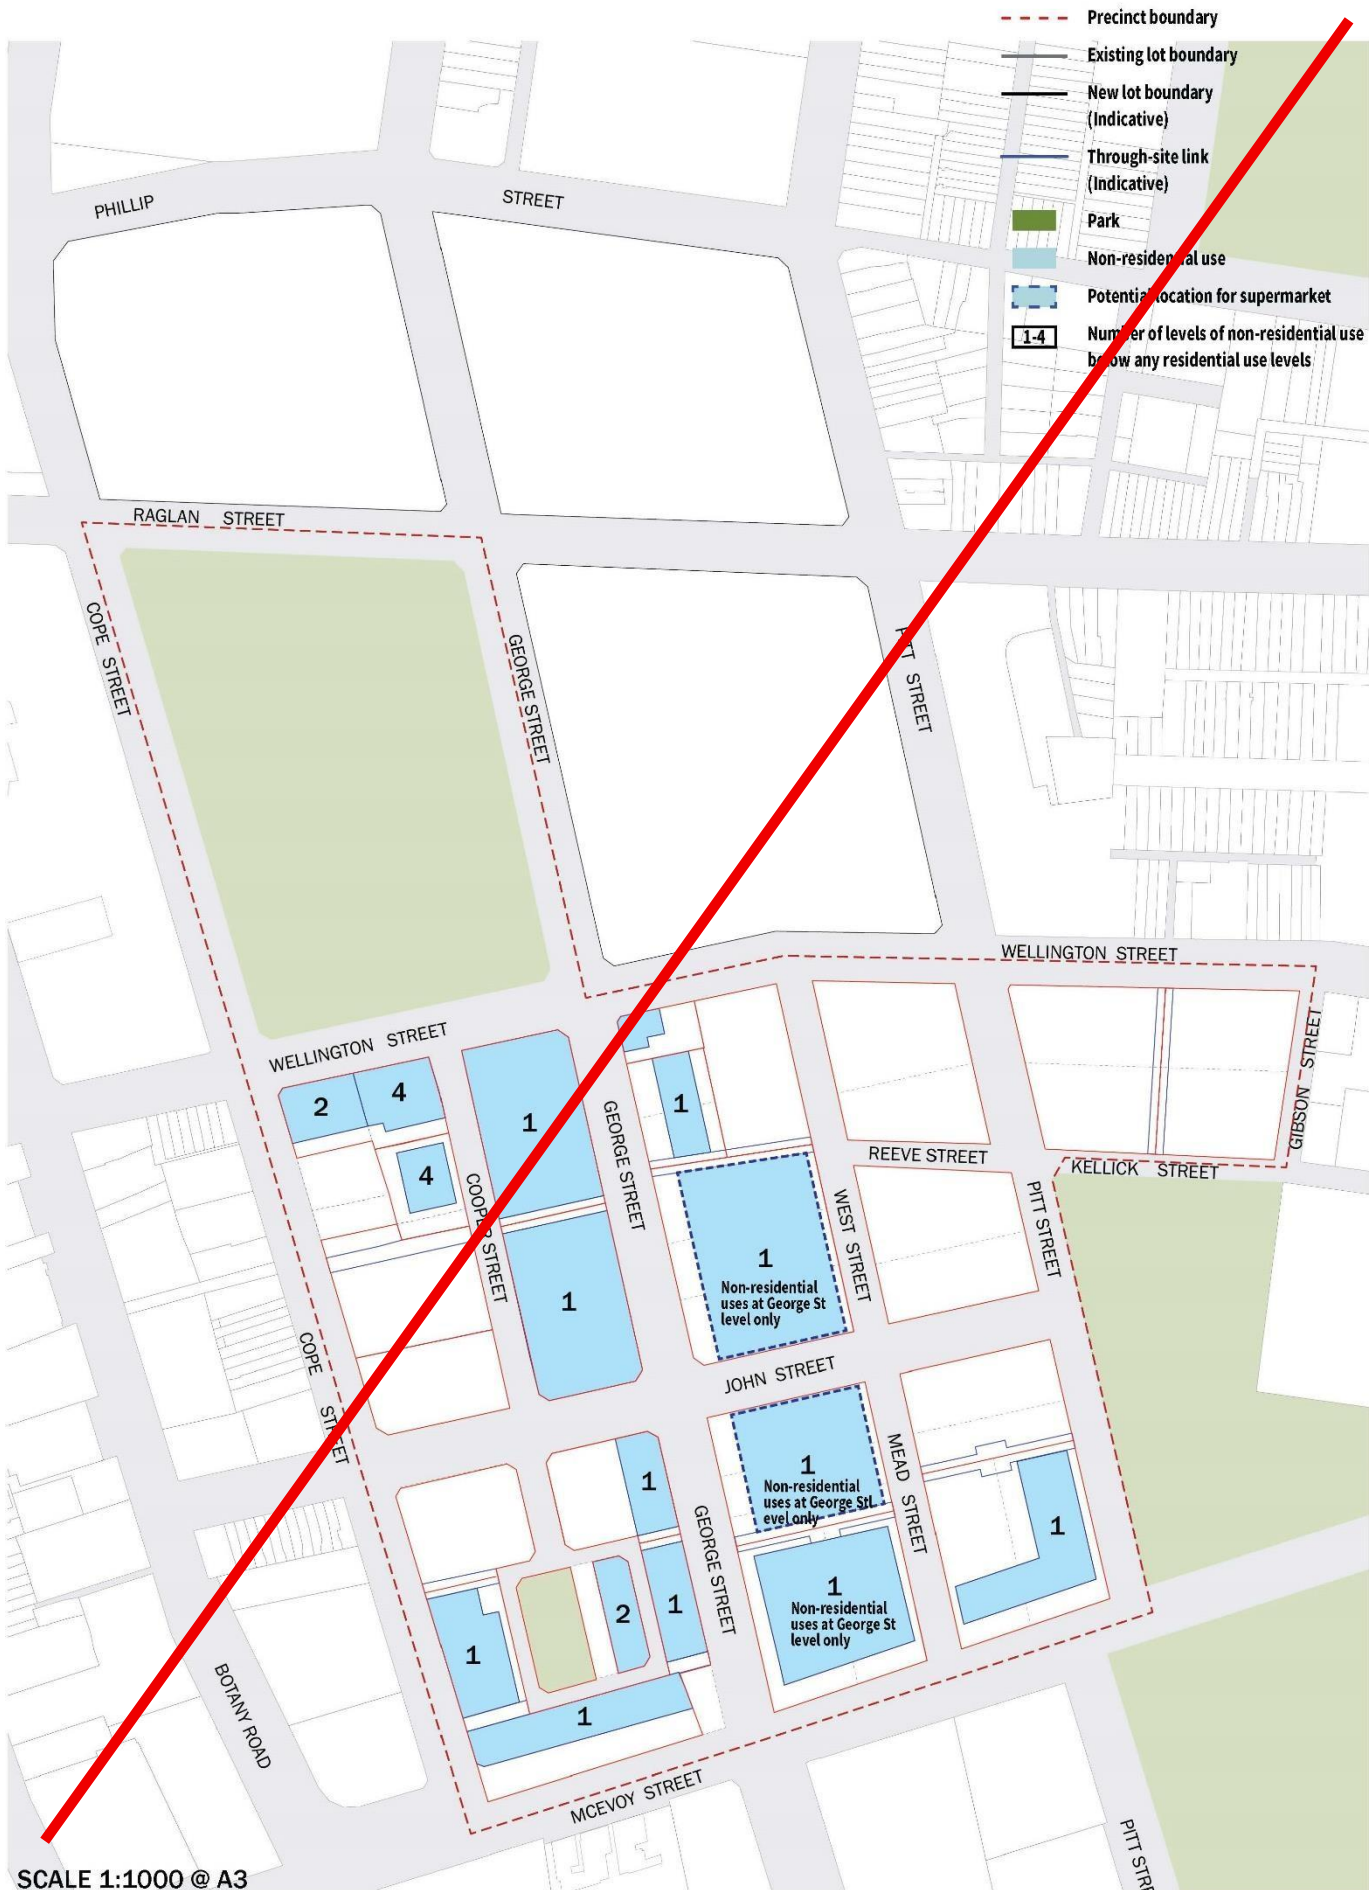 Precinct boundary
Existing lot boundary
New lot boundary
(Indicative)
Through-site link
(Indicative)
Park
Non-residential use
Potential location for supermarket
1-4
Number of levels of non-residential use
below any residential use levels
PHILLIP
STREET
RAGLAN STREET
COPE STREET
GEORGE STREET
PITT STREET
WELLINGTON STREET
WELLINGTON STREET
GIBSON STREET
2
4
1
1
GEORGE STREET
REEVE STREET
KELLICK STREET
4
COOPER STREET
WEST STREET
PITT STREET
1
Non-residential
uses at George St
level only
1
COPE STREET
JOHN STREET
MEAD STREET
1
1
Non-residential
uses at George Stl
evel only
GEORGE STREET
1
1
2
1
Non-residential
uses at George St
level only
1
1
BOTANY ROAD
1
MCEVOY STREET
PITT STRE
SCALE 1:1000 @ A3